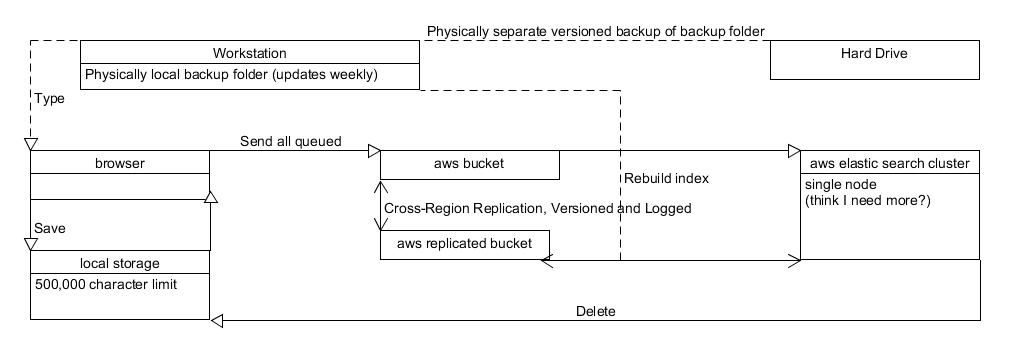 Physically separate versioned backup of backup folder
Workstation
Hard Drive
Physically local backup folder (updates weekly)
Type
Send all queued
browser
aws bucket
aws elastic search cluster
Rebuild index
single node
(think I need more?)
Cross-Region Replication, Versioned and Logged
Save
aws replicated bucket
local storage
500,000 character limit
Delete